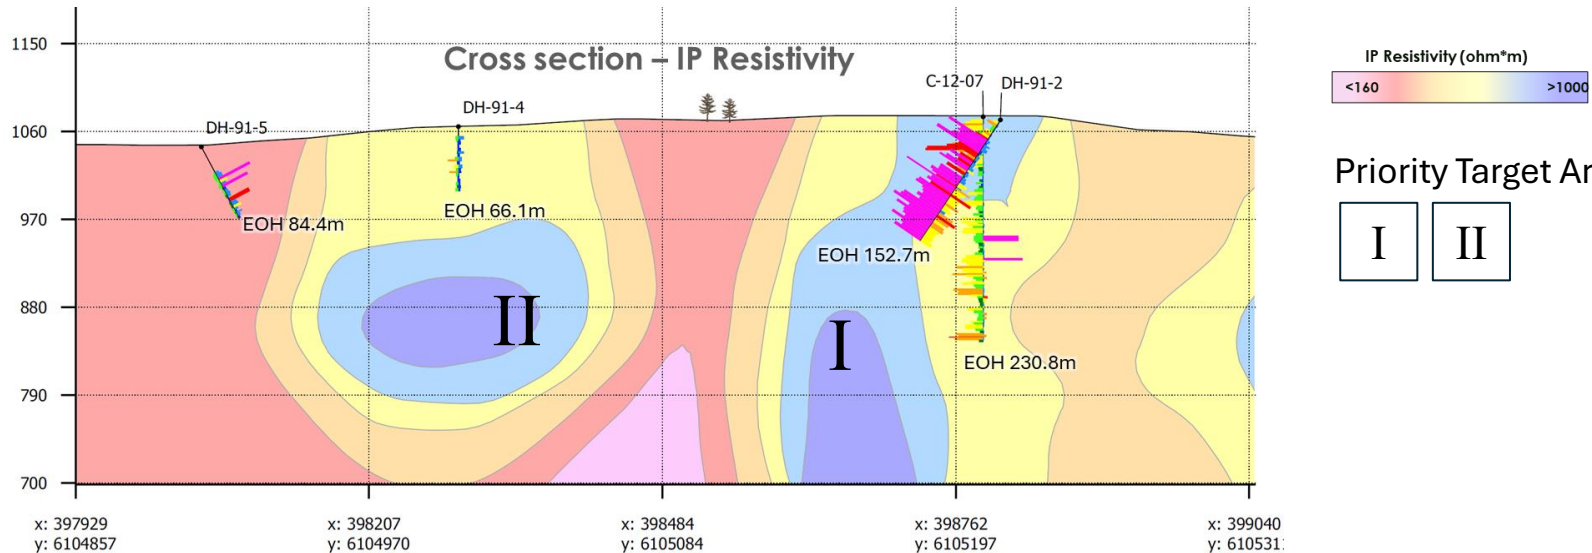 Cross section – IP Resistivity
1150
1060
970
880
790
700
DH-91-5
DH-91-4
C-12-07
DH-91-2
EOH 84.4m
EOH 66.1m
EOH 152.7m
EOH 230.8m
II
I
x: 397929
y: 6104857
x: 398207
y: 6104970
x: 398484
y: 6105084
x: 398762
y: 6105197
x: 399040
y: 610531
IP Resistivity (ohm*m)
<160 >1000
Priority Target Ar
I II